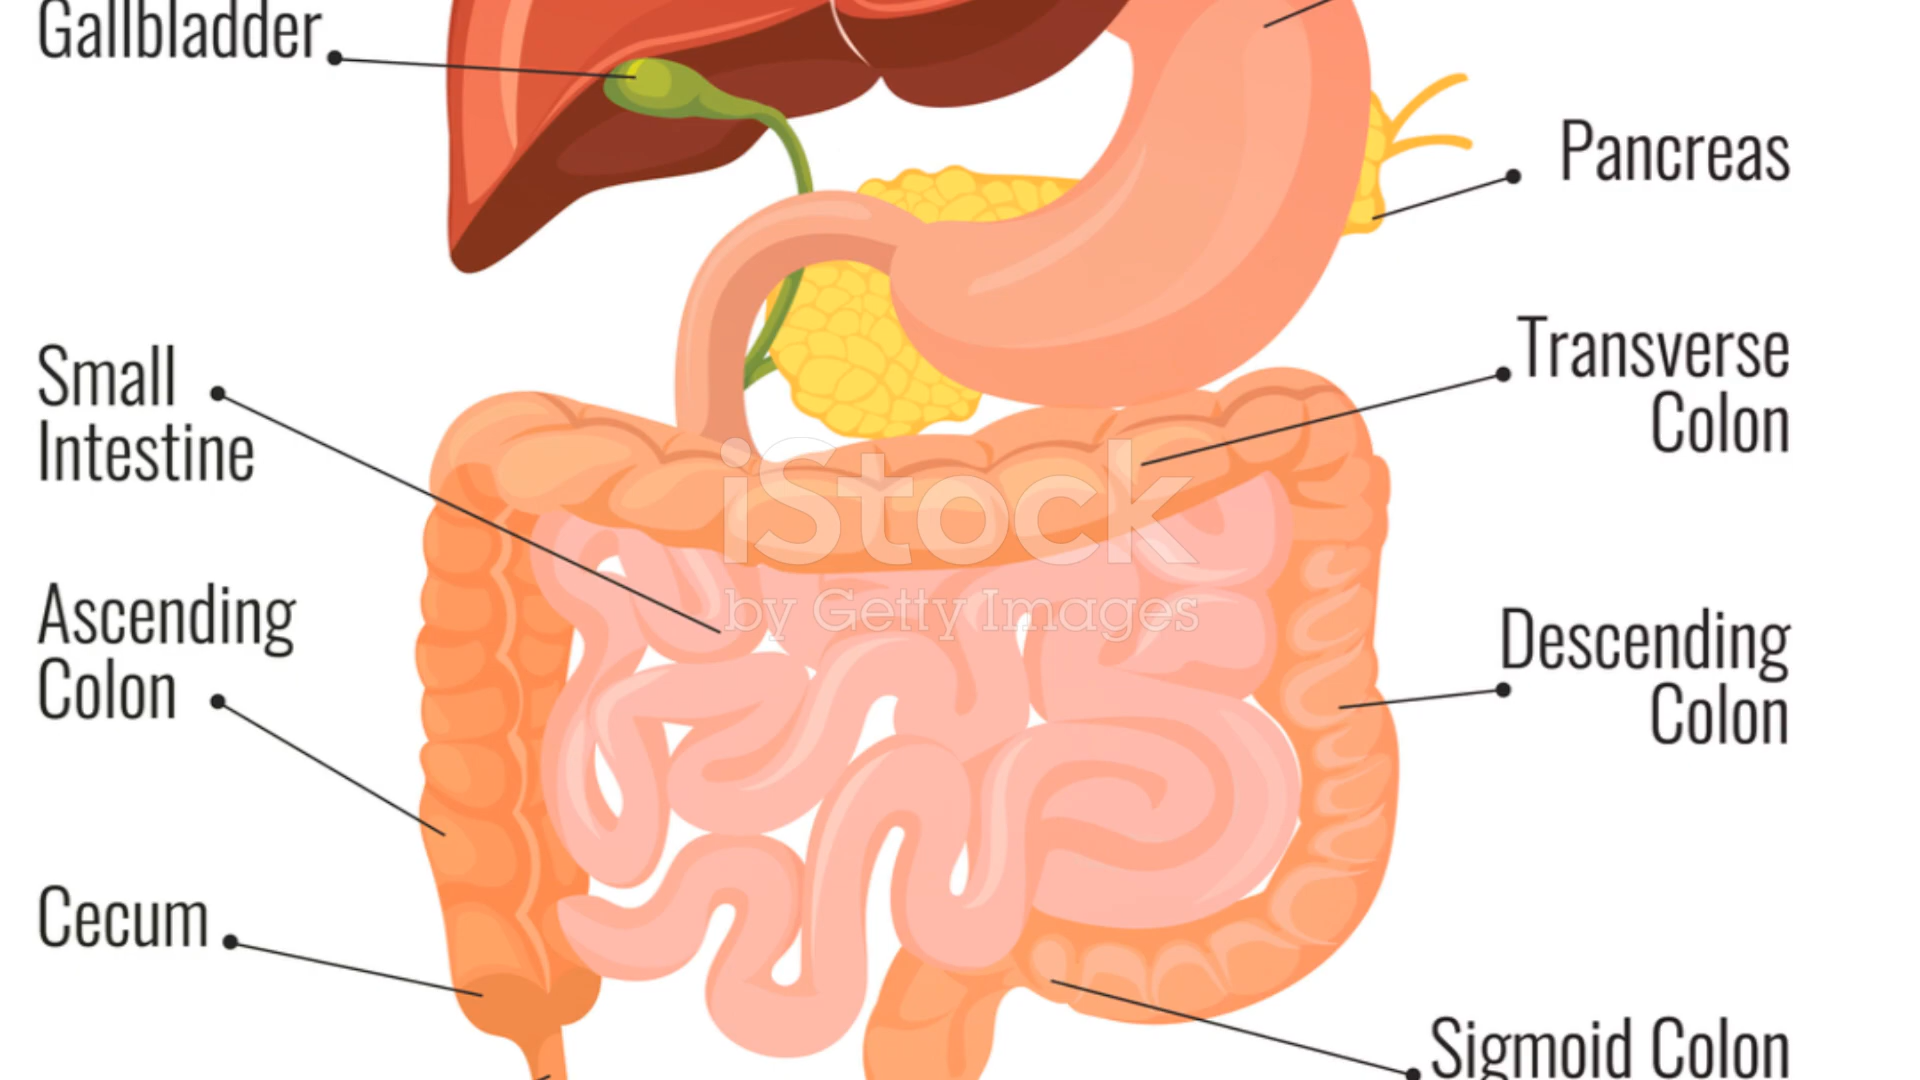 Gallbladder
Pancreas
Transverse
Colon
Small
Intestine
iStock
by Getty Images
Ascending
Colon
Descending
Colon
Cecum
Sigmoid Colon